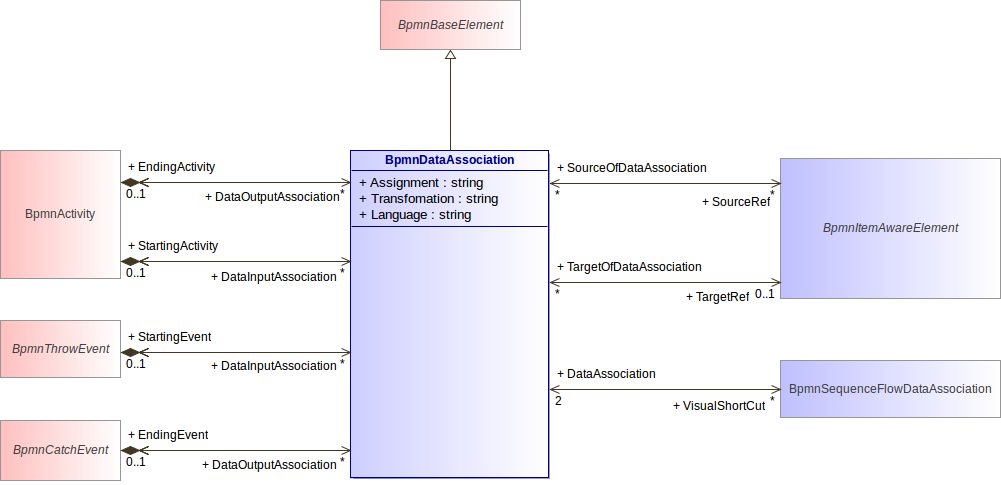 BpmnBaseElement
BpmnActivity
+ EndingActivity
0..1
+ DataOutputAssociation
*
+ StartingActivity
0..1
+ DataInputAssociation
*
BpmnThrowEvent
+ StartingEvent
0..1
+ DataInputAssociation
*
BpmnCatchEvent
+ EndingEvent
0..1
+ DataOutputAssociation
*
BpmnDataAssociation
+ Assignment : string
+ Transfomation : string
+ Language : string
+ SourceOfDataAssociation
*
+ SourceRef
*
+ TargetOfDataAssociation
*
+ TargetRef
0..1
BpmnItemAwareElement
+ DataAssociation
2
+ VisualShortCut
*
BpmnSequenceFlowDataAssociation